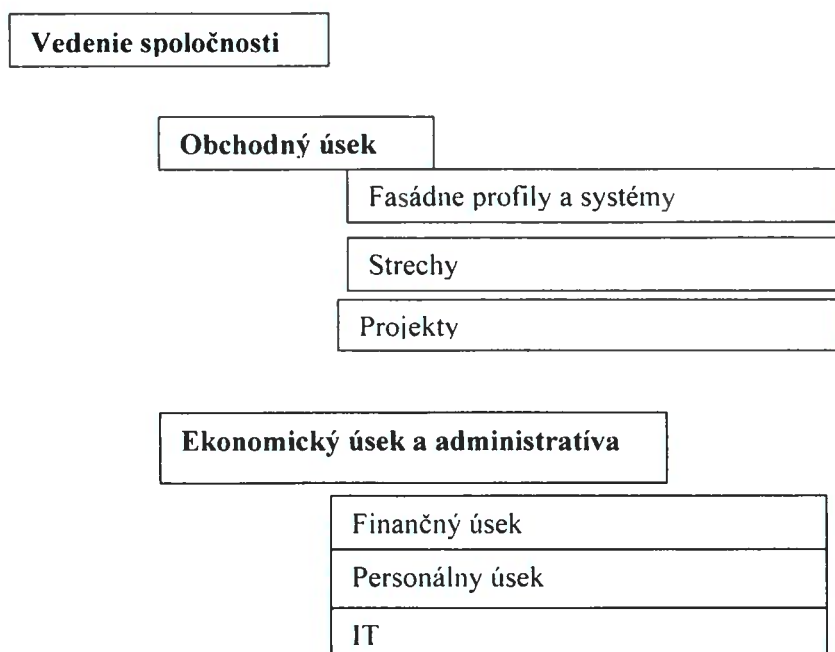 Vedenie spoločnosti
Obchodný úsek
Fasádne profily a systémy
Strechy
Projekty
Ekonomický úsek a administratíva
Finančný úsek
Personálny úsek
IT